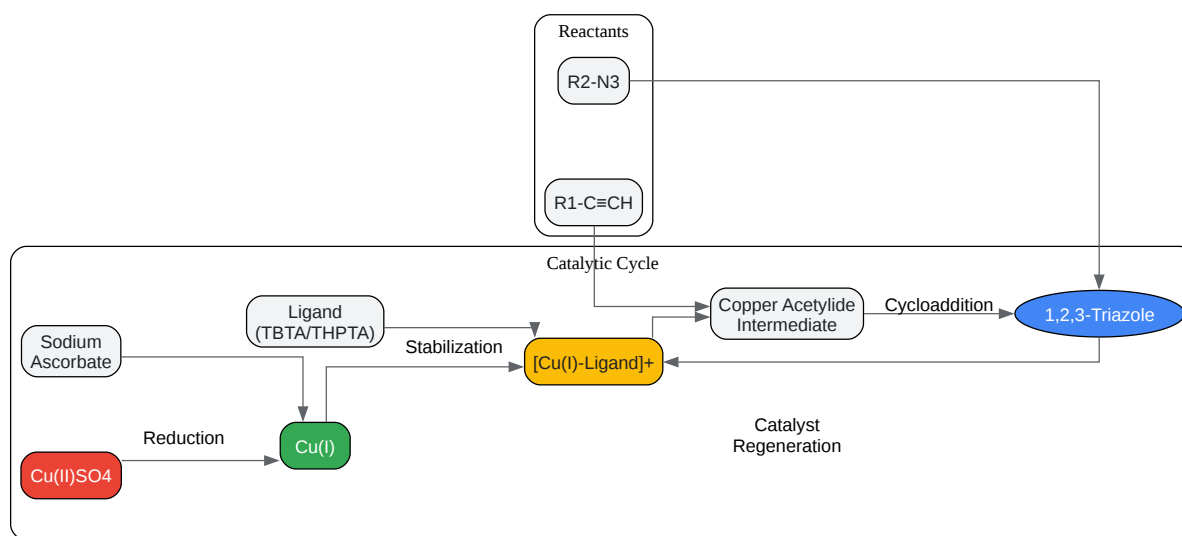 Reactants
R2-N3
R1-C≡CH
Catalytic Cycle
Ligand
(TBTA/THPTA)
Copper Acetylide
Intermediate
Cycloaddition
1,2,3-Triazole
Sodium
Ascorbate
Stabilization
[Cu(I)-Ligand]+
Reduction
Cu(I)
Catalyst
Regeneration
Cu(II)SO4